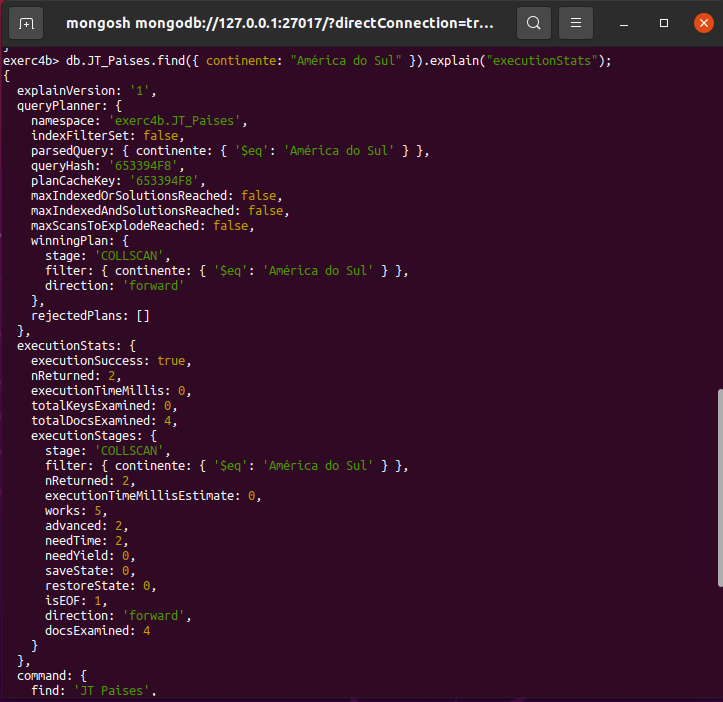 mongosh mongodb://127.0.0.1:27017/?directConnection=tr...
}
exerc4b> db.JT_Paises.find({ continente: "América do Sul" }).explain("executionStats");
{
  explainVersion: '1',
  queryPlanner: {
    namespace: 'exerc4b.JT_Paises',
    indexFilterSet: false,
    parsedQuery: { continente: { '$eq': 'América do Sul' } },
    queryHash: '653394F8',
    planCacheKey: '653394F8',
    maxIndexedOrSolutionsReached: false,
    maxIndexedAndSolutionsReached: false,
    maxScansToExplodeReached: false,
    winningPlan: {
      stage: 'COLLSCAN',
      filter: { continente: { '$eq': 'América do Sul' } },
      direction: 'forward'
    },
    rejectedPlans: []
  },
  executionStats: {
    executionSuccess: true,
    nReturned: 2,
    executionTimeMillis: 0,
    totalKeysExamined: 0,
    totalDocsExamined: 4,
    executionStages: {
      stage: 'COLLSCAN',
      filter: { continente: { '$eq': 'América do Sul' } },
      nReturned: 2,
      executionTimeMillisEstimate: 0,
      works: 5,
      advanced: 2,
      needTime: 2,
      needYield: 0,
      saveState: 0,
      restoreState: 0,
      isEOF: 1,
      direction: 'forward',
      docsExamined: 4
    }
  },
  command: {
    find: 'JT_Paises',